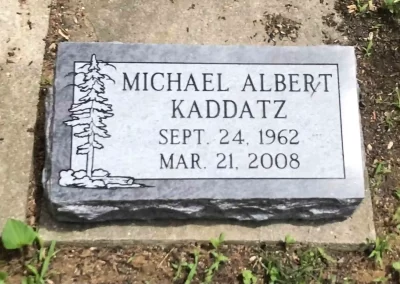 MICHAEL ALBERT
KADDATZ
SEPT. 24, 1962
MAR. 21, 2008